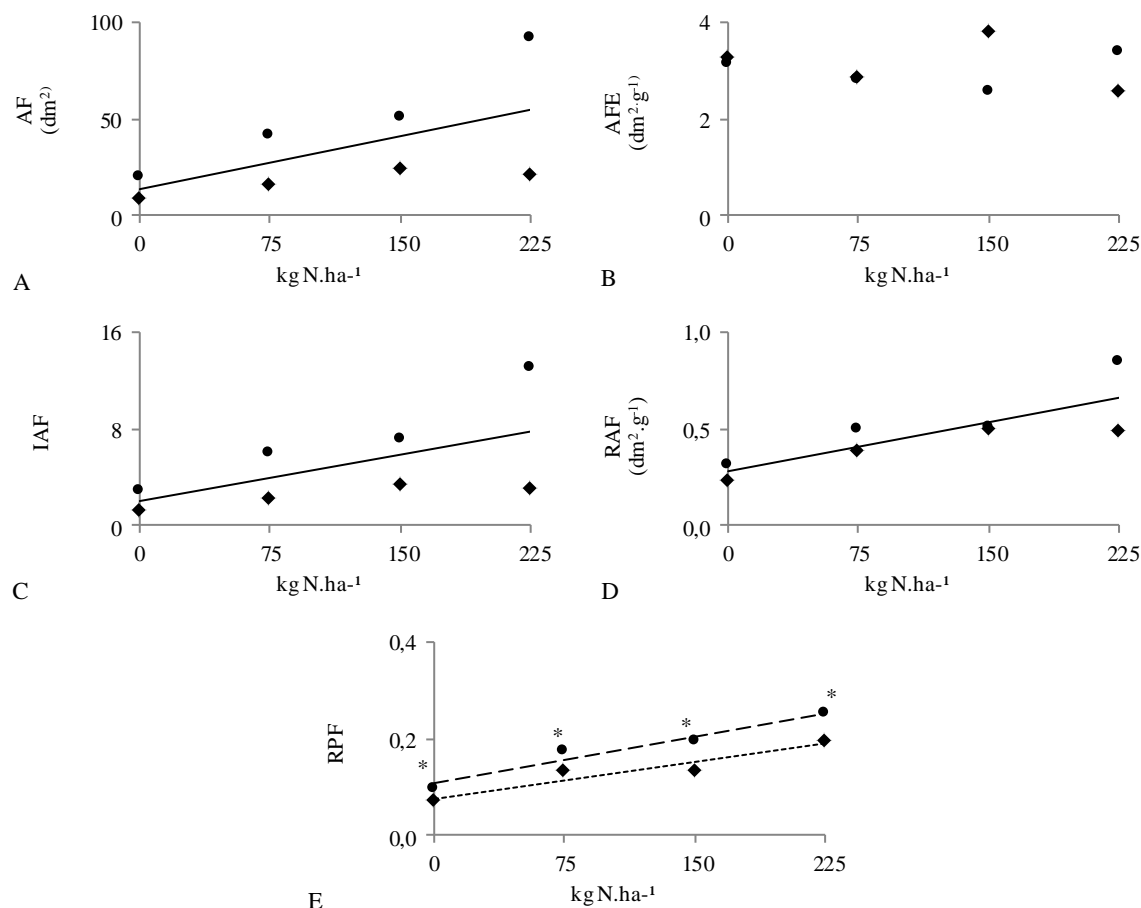 100
50
0
AF
(dm²)
0 75 150 225
kg N.ha-¹
A
4
2
0
AFE
(dm²·g⁻¹)
0 75 150 225
kg N.ha-¹
B
16
8
0
IAF
0 75 150 225
kg N.ha-¹
C
1,0
0,5
0,0
RAF
(dm².g⁻¹)
0 75 150 225
kg N.ha-¹
D
0,4
0,2
0,0
RPF
* * * *
0 75 150 225
kg N.ha-¹
E